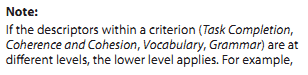 Note:
If the descriptors within a criterion (Task Completion,
Coherence and Cohesion, Vocabulary, Grammar) are at
different levels, the lower level applies. For example,